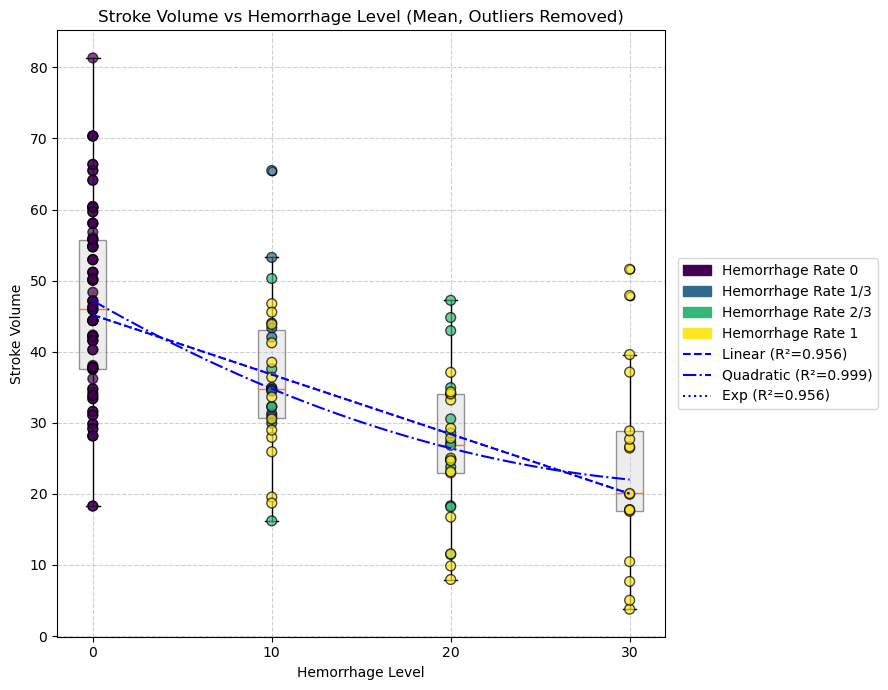 Stroke Volume vs Hemorrhage Level (Mean, Outliers Removed)
Stroke Volume
80
70
60
50
40
30
20
10
0
0 10 20 30
Hemorrhage Level
Hemorrhage Rate 0
Hemorrhage Rate 1/3
Hemorrhage Rate 2/3
Hemorrhage Rate 1
Linear (R²=0.956)
Quadratic (R²=0.999)
Exp (R²=0.956)